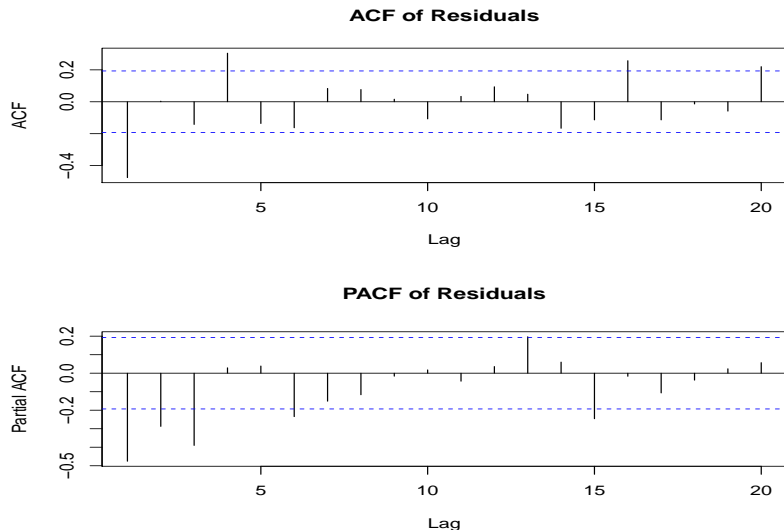 ACF of Residuals
ACF
0.2
0.0
−0.4
5
10
15
20
Lag
PACF of Residuals
Partial ACF
0.2
0.0
−0.2
−0.5
5
10
15
20
Lag